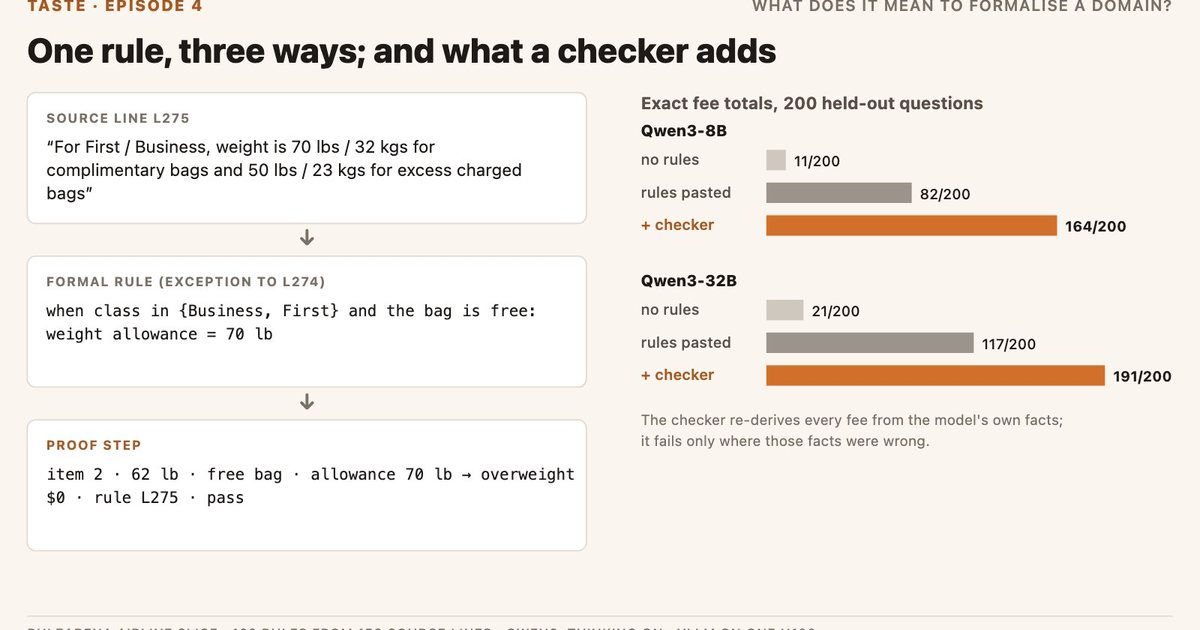 TASTE · EPISODE 4
WHAT DOES IT MEAN TO FORMALISE A DOMAIN?
One rule, three ways; and what a checker adds
SOURCE LINE L275
“For First / Business, weight is 70 lbs / 32 kgs for
complimentary bags and 50 lbs / 23 kgs for excess charged
bags”
FORMAL RULE (EXCEPTION TO L274)
when class in {Business, First} and the bag is free:
weight allowance = 70 lb
PROOF STEP
item 2 · 62 lb · free bag · allowance 70 lb → overweight
$0 · rule L275 · pass
Exact fee totals, 200 held-out questions
Qwen3-8B
no rules 11/200
rules pasted 82/200
+ checker 164/200
Qwen3-32B
no rules 21/200
rules pasted 117/200
+ checker 191/200
The checker re-derives every fee from the model's own facts;
it fails only where those facts were wrong.